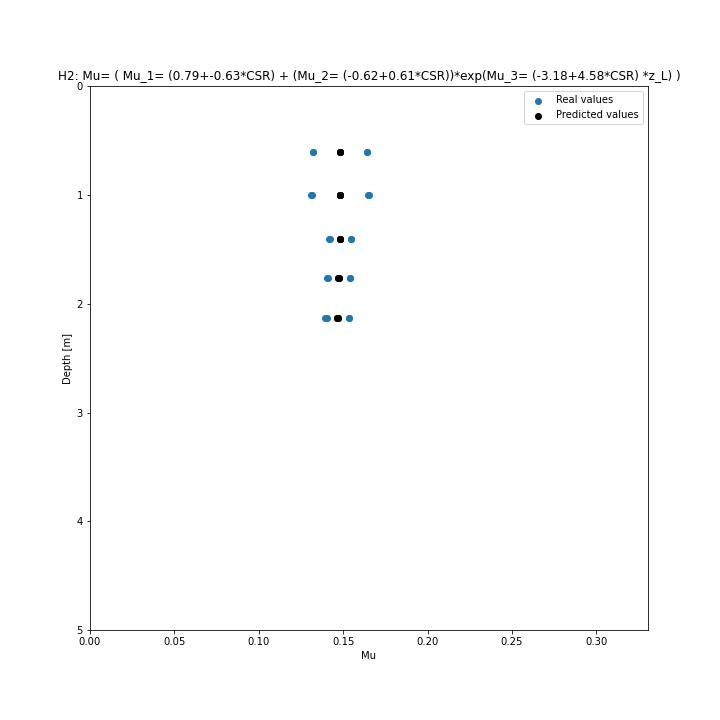 H2: Mu= ( Mu_1= (0.79+-0.63*CSR) + (Mu_2= (-0.62+0.61*CSR))*exp(Mu_3= (-3.18+4.58*CSR) *z_L) )
Real values
Predicted values
0
1
2
3
4
5
Depth [m]
0.00 0.05 0.10 0.15 0.20 0.25 0.30
Mu